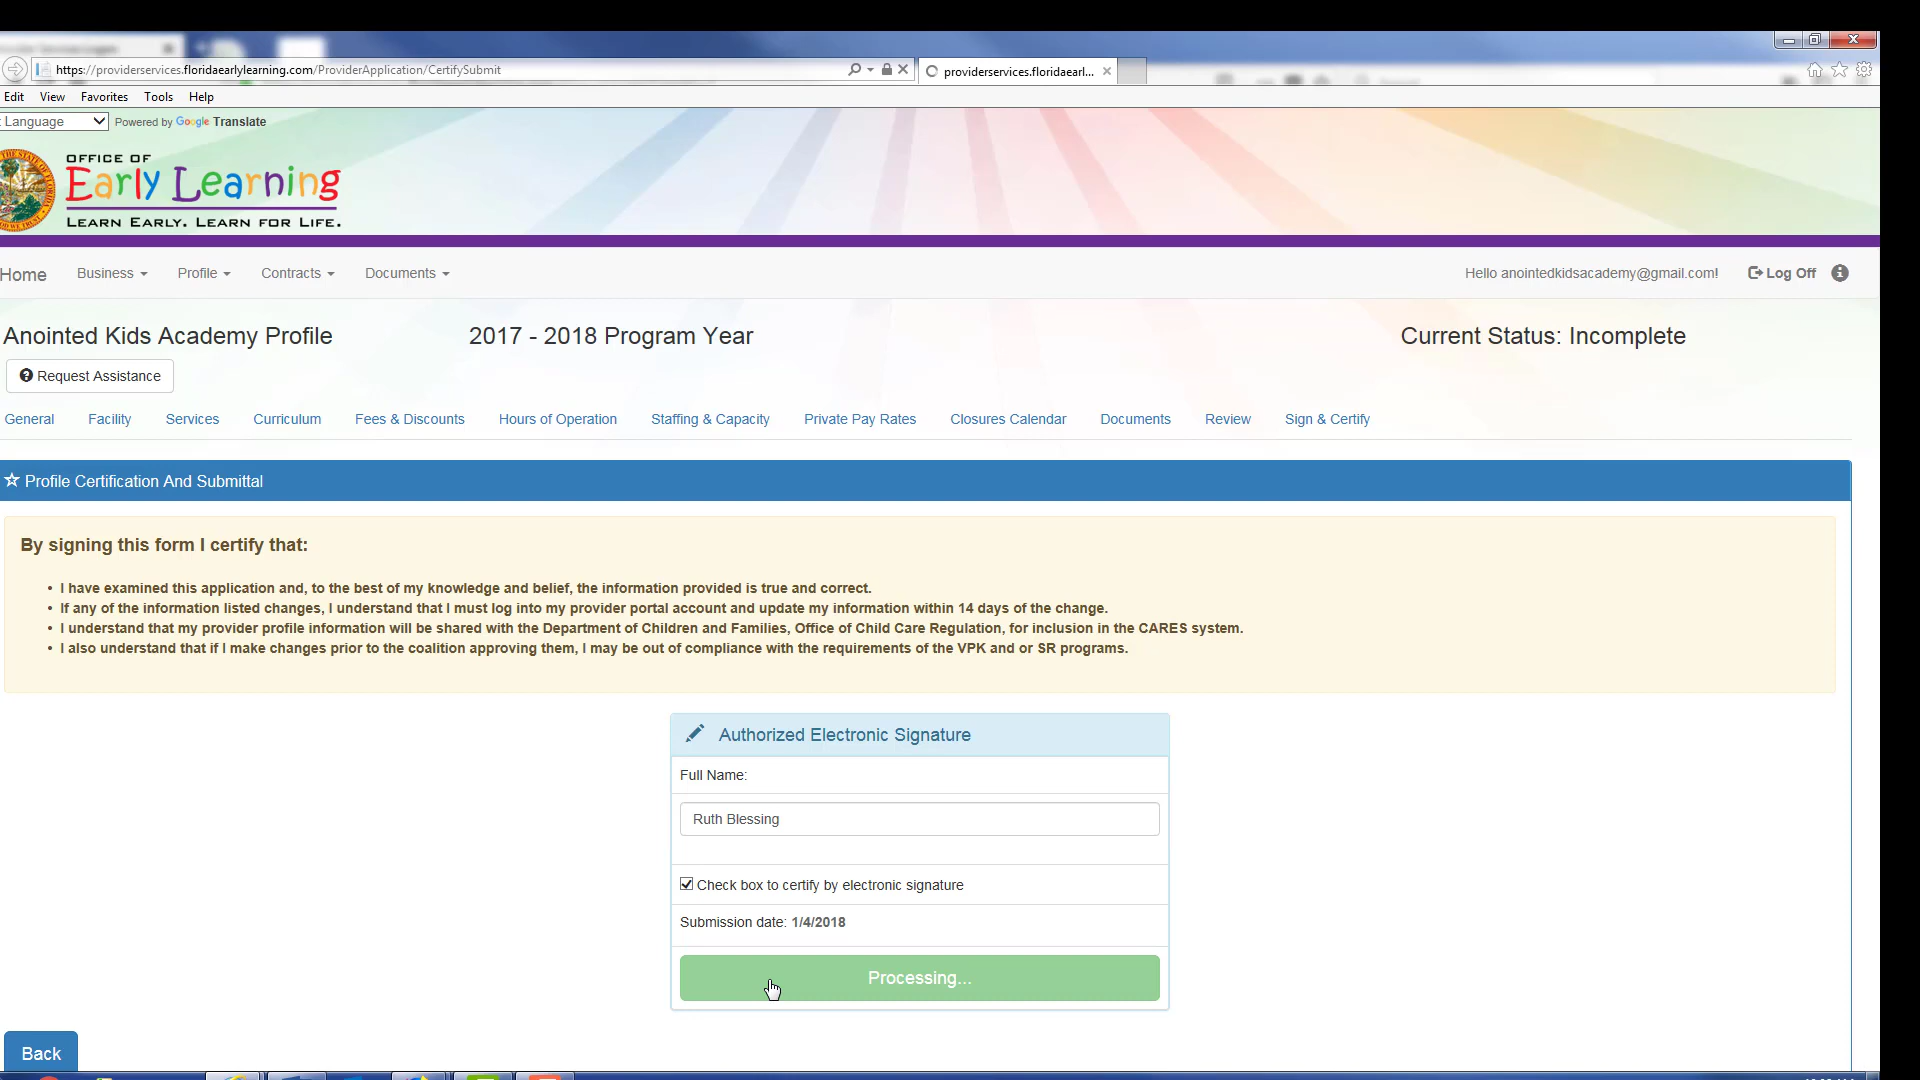 https://providerservices.floridaearlylearning.com/ProviderApplication/CertifySubmit
providerservices.floridaearl...
Edit View Favorites Tools Help
Language Powered by Google Translate
OFFICE OF
Early Learning
LEARN EARLY. LEARN FOR LIFE.
Home Business Profile Contracts Documents Hello anointedkidsacademy@gmail.com! Log Off
Anointed Kids Academy Profile 2017 - 2018 Program Year Current Status: Incomplete
Request Assistance
General Facility Services Curriculum Fees & Discounts Hours of Operation Staffing & Capacity Private Pay Rates Closures Calendar Documents Review Sign & Certify
Profile Certification And Submittal
By signing this form I certify that:
• I have examined this application and, to the best of my knowledge and belief, the information provided is true and correct.
• If any of the information listed changes, I understand that I must log into my provider portal account and update my information within 14 days of the change.
• I understand that my provider profile information will be shared with the Department of Children and Families, Office of Child Care Regulation, for inclusion in the CARES system.
• I also understand that if I make changes prior to the coalition approving them, I may be out of compliance with the requirements of the VPK and or SR programs.
Authorized Electronic Signature
Full Name:
Ruth Blessing
Check box to certify by electronic signature
Submission date: 1/4/2018
Processing...
Back